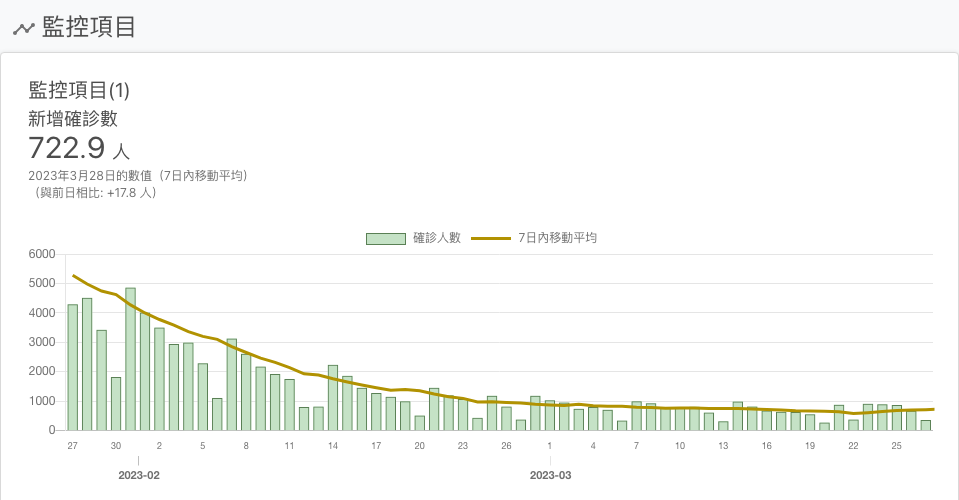 監控項目
監控項目(1)
新增確診數
722.9 人
2023年3月28日的數值（7日內移動平均）
（與前日相比: +17.8 人）
確診人數 7日內移動平均
6000
5000
4000
3000
2000
1000
0
27 30 2 5 8 11 14 17 20 23 26 1 4 7 10 13 16 19 22 25
2023-02 2023-03